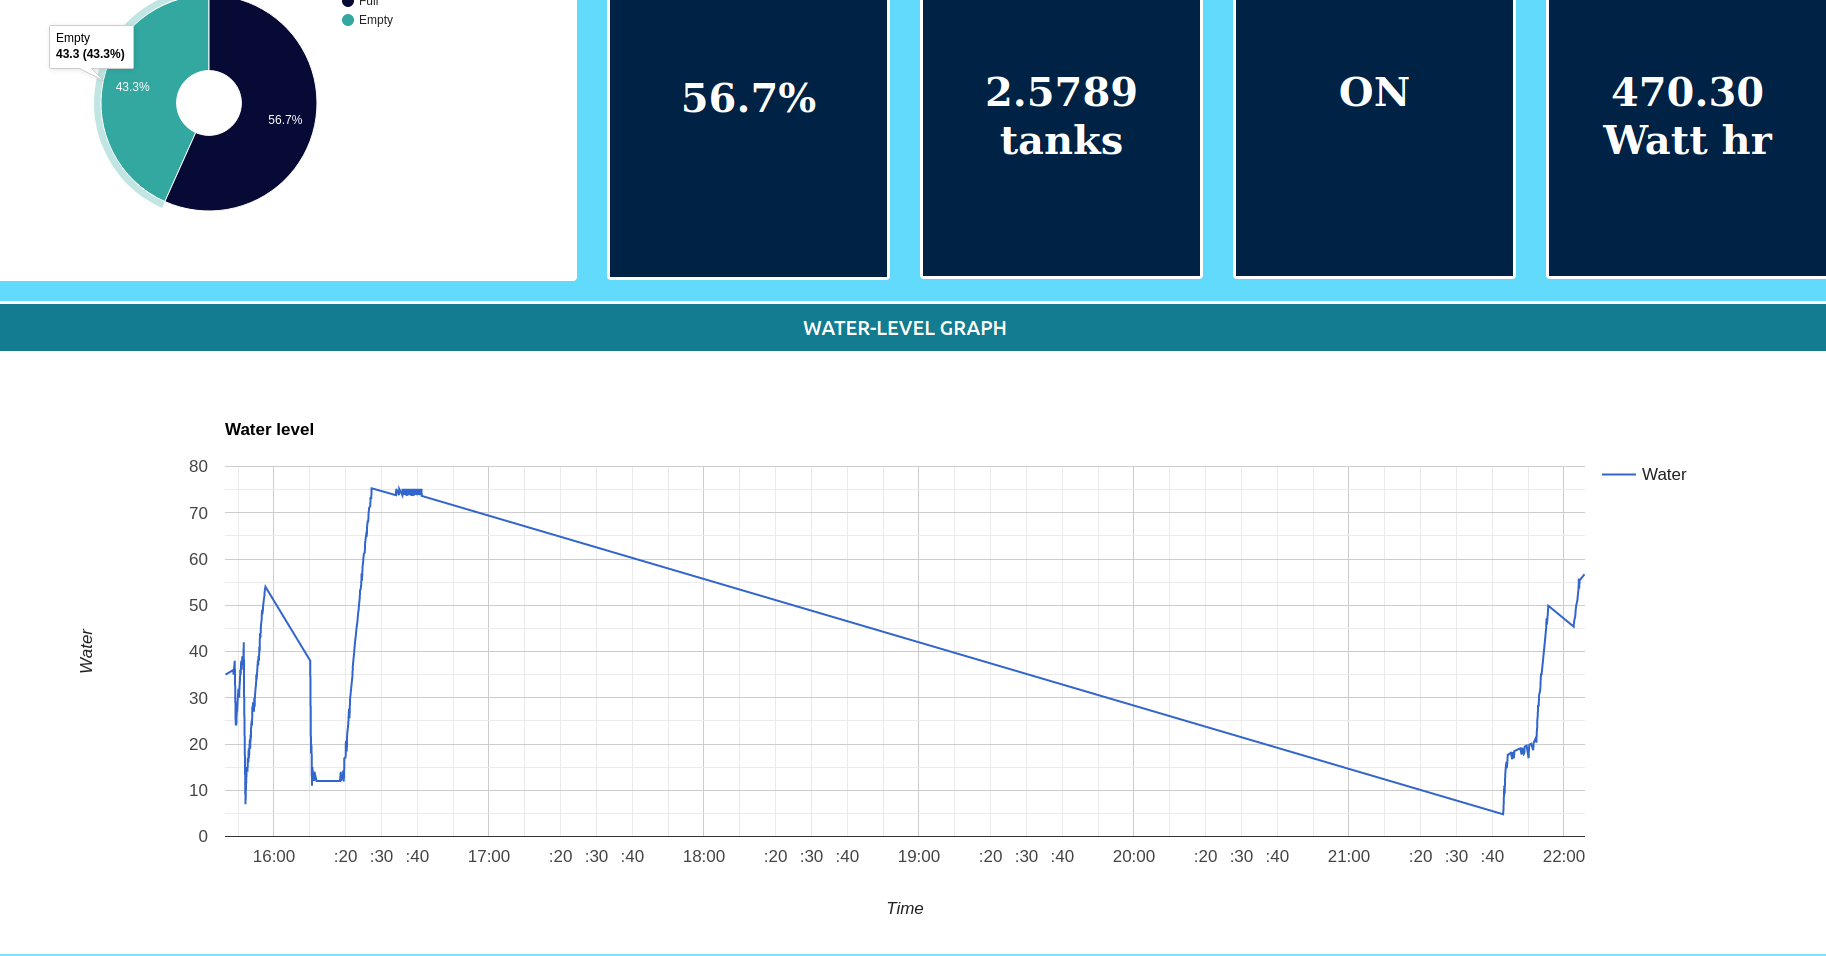 Full
Empty
Empty
43.3 (43.3%)
43.3%
56.7%
56.7%
2.5789
tanks
ON
470.30
Watt hr
WATER-LEVEL GRAPH
Water level
Water
80
70
60
50
40
30
20
10
0
Water
16:00 :20 :30 :40 17:00 :20 :30 :40 18:00 :20 :30 :40 19:00 :20 :30 :40 20:00 :20 :30 :40 21:00 :20 :30 :40 22:00
Time